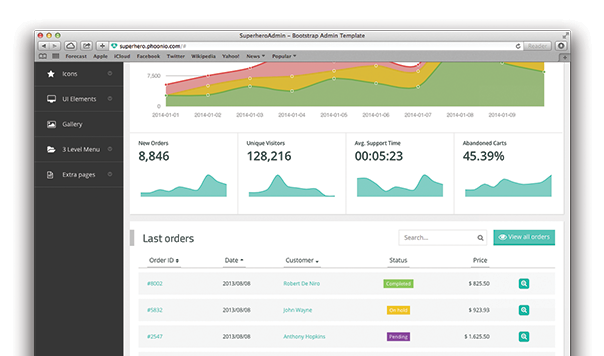 SuperheroAdmin – Bootstrap Admin Template
superhero.phoonio.com/#
Reader
Forecast Apple iCloud Facebook Twitter Wikipedia Yahoo! News Popular
Icons
UI Elements
Gallery
3 Level Menu
Extra pages
7,500
0
2014-01-01 2014-01-02 2014-01-03 2014-01-04 2014-01-05 2014-01-06 2014-01-07 2014-01-08 2014-01-09
New Orders
8,846
Unique Visitors
128,216
Avg. Support Time
00:05:23
Abandoned Carts
45.39%
Last orders
Search...
View all orders
Order ID Date Customer Status Price
#8002 2013/08/08 Robert De Niro Completed $ 825.50
#5832 2013/08/08 John Wayne On hold $ 923.93
#2547 2013/08/08 Anthony Hopkins Pending $ 1.625.50